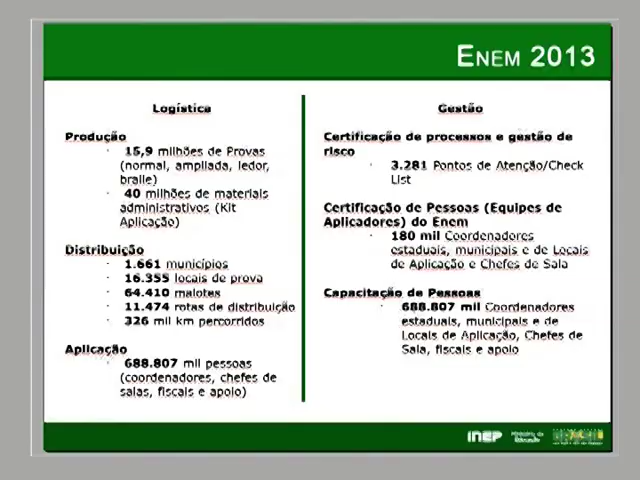 ENEM 2013
Logística
Produção
15,9 milhões de Provas
(normal, ampliada, ledor,
braile)
40 milhões de materiais
administrativos (Kit
Aplicação)
Distribuição
1.661 municípios
16.355 locais de prova
64.410 malotes
11.474 rotas de distribuição
326 mil km percorridos
Aplicação
688.807 mil pessoas
(coordenadores, chefes de
salas, fiscais e apoio)
Gestão
Certificação de processos e gestão de
risco
3.281 Pontos de Atenção/Check
List
Certificação de Pessoas (Equipes de
Aplicadores) do Enem
180 mil Coordenadores
estaduais, municipais e de Locais
de Aplicação e Chefes de Sala
Capacitação de Pessoas
688.807 mil Coordenadores
estaduais, municipais e de
Locais de Aplicação, Chefes de
Sala, fiscais e apoio
INEP
Ministério da
Educação